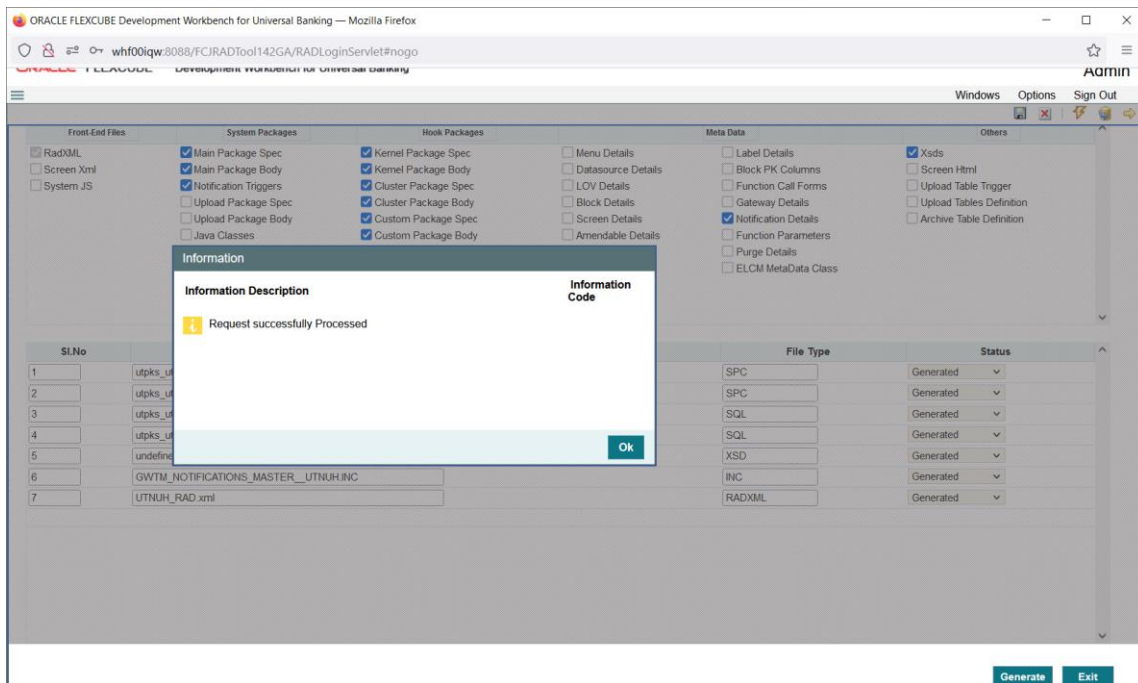 ORACLE FLEXCUBE Development Workbench for Universal Banking — Mozilla Firefox
whf00iqw:8088/FCJRADTool142GA/RADLoginServlet#nogo
ORACLE FLEXCUBE Development Workbench for Universal Banking Admin
Windows Options Sign Out
Front-End Files System Packages Hook Packages Meta Data Others
RadXML Main Package Spec Kernel Package Spec Menu Details Label Details Xsds
Screen Xml Main Package Body Kernel Package Body Datasource Details Block PK Columns Screen Html
System JS Notification Triggers Cluster Package Spec LOV Details Function Call Forms Upload Table Trigger
Upload Package Spec Cluster Package Body Block Details Gateway Details Upload Tables Definition
Upload Package Body Custom Package Spec Screen Details Notification Details Archive Table Definition
Java Classes Custom Package Body Amendable Details Function Parameters
Purge Details
ELCM MetaData Class
Information
Information Description Information Code
Request successfully Processed
Ok
Sl.No File Type Status
1 utpks_ut SPC Generated
2 utpks_ut SPC Generated
3 utpks_ut SQL Generated
4 utpks_ut SQL Generated
5 undefine XSD Generated
6 GWTM_NOTIFICATIONS_MASTER__UTNUH.INC INC Generated
7 UTNUH_RAD.xml RADXML Generated
Generate Exit